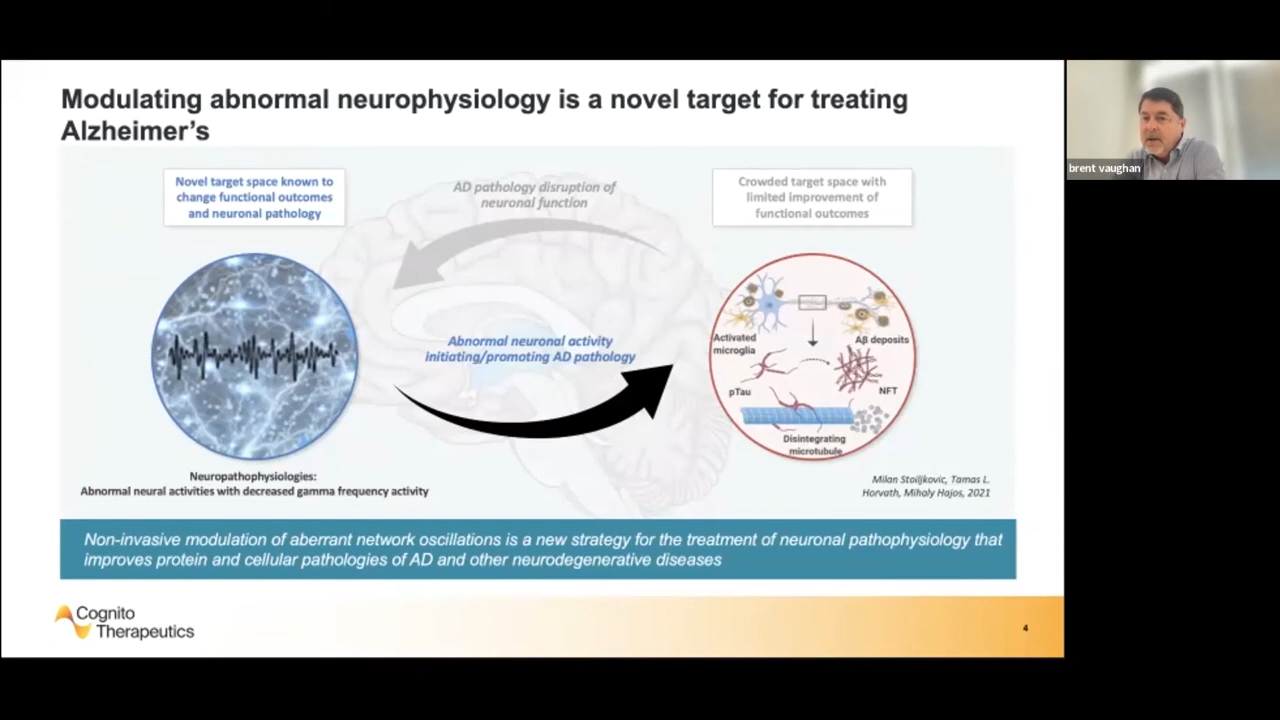 Modulating abnormal neurophysiology is a novel target for treating
Alzheimer's
Novel target space known to
change functional outcomes
and neuronal pathology
AD pathology disruption of
neuronal function
Crowded target space with
limited improvement of
functional outcomes
Abnormal neuronal activity
initiating/promoting AD pathology
Activated
microglia
Aβ deposits
pTau
NFT
Disintegrating
microtubule
Neuropathophysiologies:
Abnormal neural activities with decreased gamma frequency activity
Milan Stoiljkovic, Tamas L.
Horvath, Mihaly Hajos, 2021
Non-invasive modulation of aberrant network oscillations is a new strategy for the treatment of neuronal pathophysiology that
improves protein and cellular pathologies of AD and other neurodegenerative diseases
Cognito
Therapeutics
4
brent vaughan